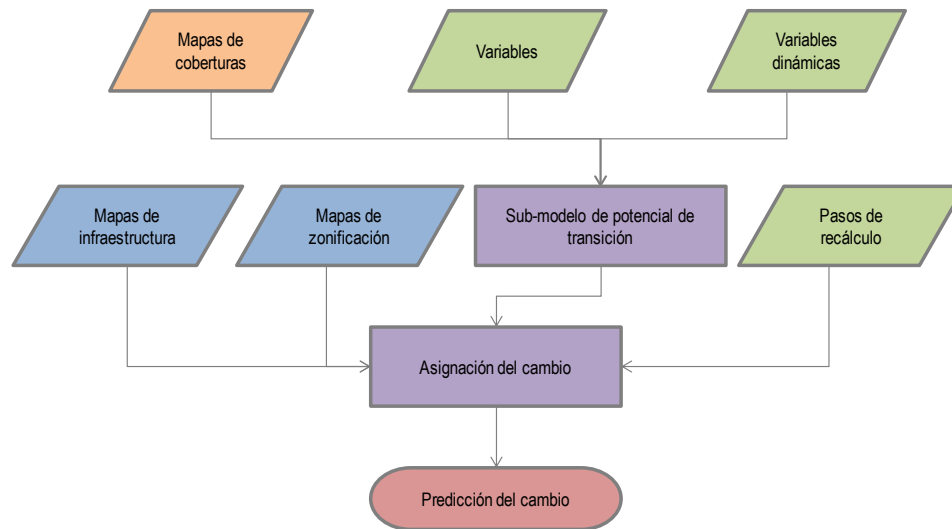 Mapas de
coberturas
Variables
Variables
dinámicas
Mapas de
infraestructura
Mapas de
zonificación
Sub-modelo de potencial de
transición
Pasos de
recálculo
Asignación del cambio
Predicción del cambio